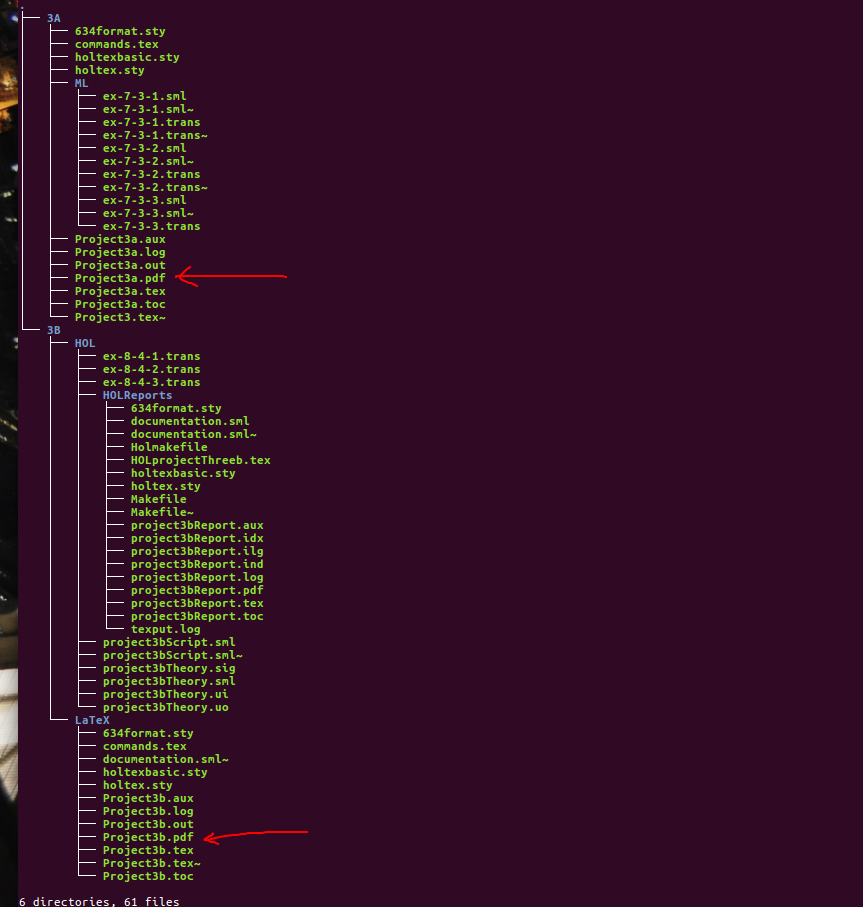 .
├── 3A
│   ├── 634format.sty
│   ├── commands.tex
│   ├── holtexbasic.sty
│   ├── holtex.sty
│   ├── ML
│   │   ├── ex-7-3-1.sml
│   │   ├── ex-7-3-1.sml~
│   │   ├── ex-7-3-1.trans
│   │   ├── ex-7-3-1.trans~
│   │   ├── ex-7-3-2.sml
│   │   ├── ex-7-3-2.sml~
│   │   ├── ex-7-3-2.trans
│   │   ├── ex-7-3-2.trans~
│   │   ├── ex-7-3-3.sml
│   │   ├── ex-7-3-3.sml~
│   │   └── ex-7-3-3.trans
│   ├── Project3a.aux
│   ├── Project3a.log
│   ├── Project3a.out
│   ├── Project3a.pdf
│   ├── Project3a.tex
│   ├── Project3a.toc
│   └── Project3.tex~
└── 3B
    ├── HOL
    │   ├── ex-8-4-1.trans
    │   ├── ex-8-4-2.trans
    │   ├── ex-8-4-3.trans
    │   ├── HOLReports
    │   │   ├── 634format.sty
    │   │   ├── documentation.sml
    │   │   ├── documentation.sml~
    │   │   ├── Holmakefile
    │   │   ├── HOLprojectThreeb.tex
    │   │   ├── holtexbasic.sty
    │   │   ├── holtex.sty
    │   │   ├── Makefile
    │   │   ├── Makefile~
    │   │   ├── project3bReport.aux
    │   │   ├── project3bReport.idx
    │   │   ├── project3bReport.ilg
    │   │   ├── project3bReport.ind
    │   │   ├── project3bReport.log
    │   │   ├── project3bReport.pdf
    │   │   ├── project3bReport.tex
    │   │   ├── project3bReport.toc
    │   │   └── texput.log
    │   ├── project3bScript.sml
    │   ├── project3bScript.sml~
    │   ├── project3bTheory.sig
    │   ├── project3bTheory.sml
    │   ├── project3bTheory.ui
    │   └── project3bTheory.uo
    └── LaTeX
        ├── 634format.sty
        ├── commands.tex
        ├── documentation.sml~
        ├── holtexbasic.sty
        ├── holtex.sty
        ├── Project3b.aux
        ├── Project3b.log
        ├── Project3b.out
        ├── Project3b.pdf
        ├── Project3b.tex
        ├── Project3b.tex~
        └── Project3b.toc
6 directories, 61 files